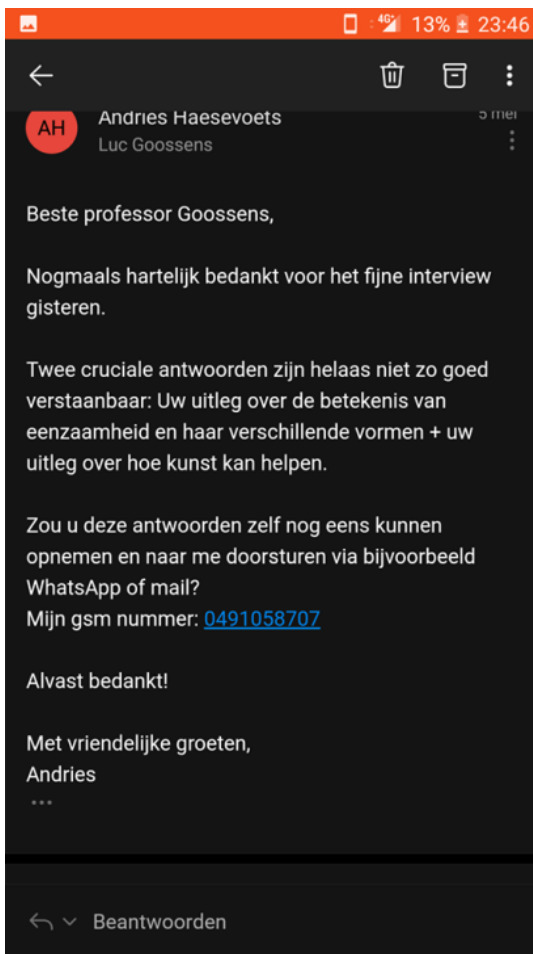 4G 13% 23:46
AH Andries Haesevoets 5 mei
Luc Goossens
Beste professor Goossens,
Nogmaals hartelijk bedankt voor het fijne interview
gisteren.
Twee cruciale antwoorden zijn helaas niet zo goed
verstaanbaar: Uw uitleg over de betekenis van
eenzaamheid en haar verschillende vormen + uw
uitleg over hoe kunst kan helpen.
Zou u deze antwoorden zelf nog eens kunnen
opnemen en naar me doorsturen via bijvoorbeeld
WhatsApp of mail?
Mijn gsm nummer: 0491058707
Alvast bedankt!
Met vriendelijke groeten,
Andries
Beantwoorden